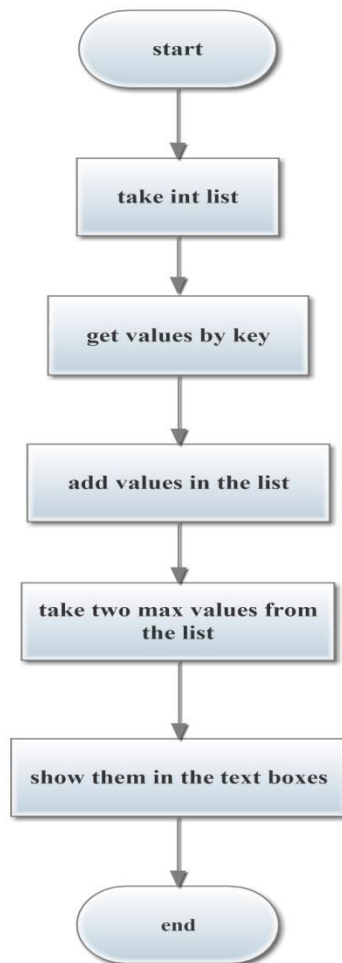 start
take int list
get values by key
add values in the list
take two max values from
the list
show them in the text boxes
end